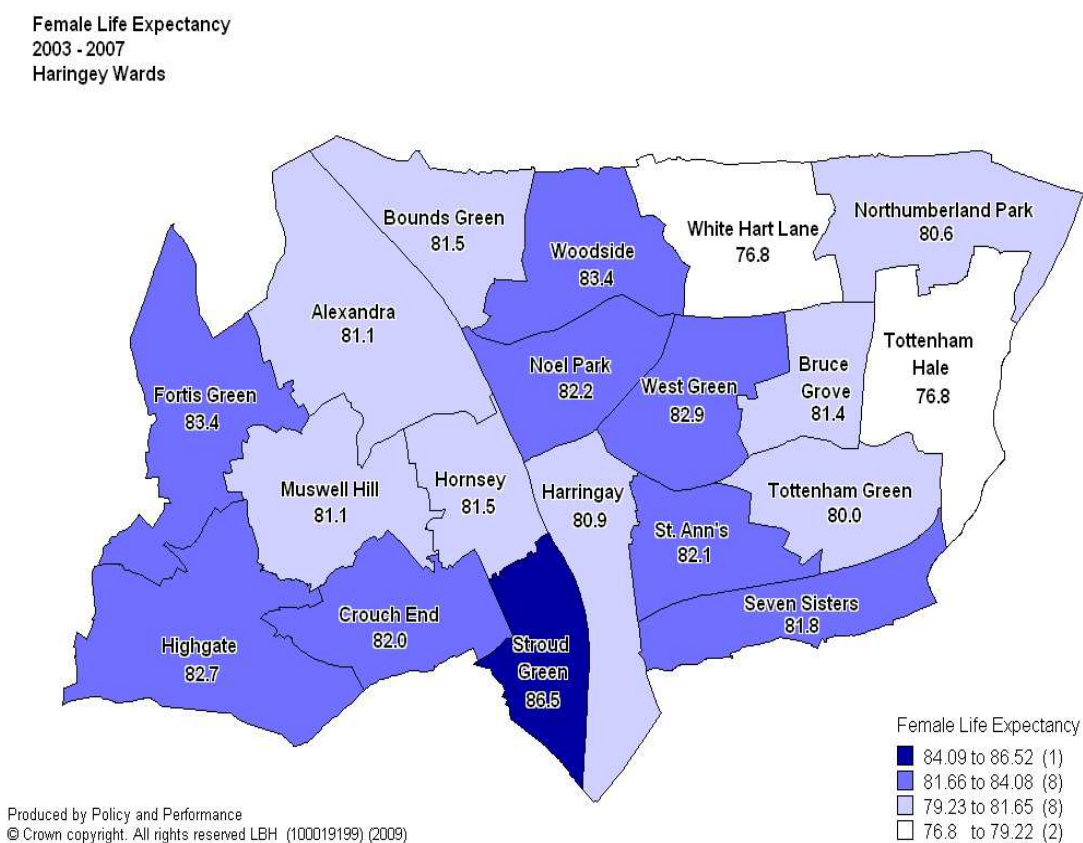 Female Life Expectancy
2003 - 2007
Haringey Wards
Bounds Green
81.5
Woodside
83.4
White Hart Lane
76.8
Northumberland Park
80.6
Alexandra
81.1
Fortis Green
83.4
Noel Park
82.2
West Green
82.9
Bruce
Grove
81.4
Tottenham
Hale
76.8
Muswell Hill
81.1
Hornsey
81.5
Harringay
80.9
St. Ann's
82.1
Tottenham Green
80.0
Highgate
82.7
Crouch End
82.0
Stroud
Green
86.5
Seven Sisters
81.8
Female Life Expectancy
84.09 to 86.52 (1)
81.66 to 84.08 (8)
79.23 to 81.65 (8)
76.8 to 79.22 (2)
Produced by Policy and Performance
© Crown copyright. All rights reserved LBH (100019199) (2009)